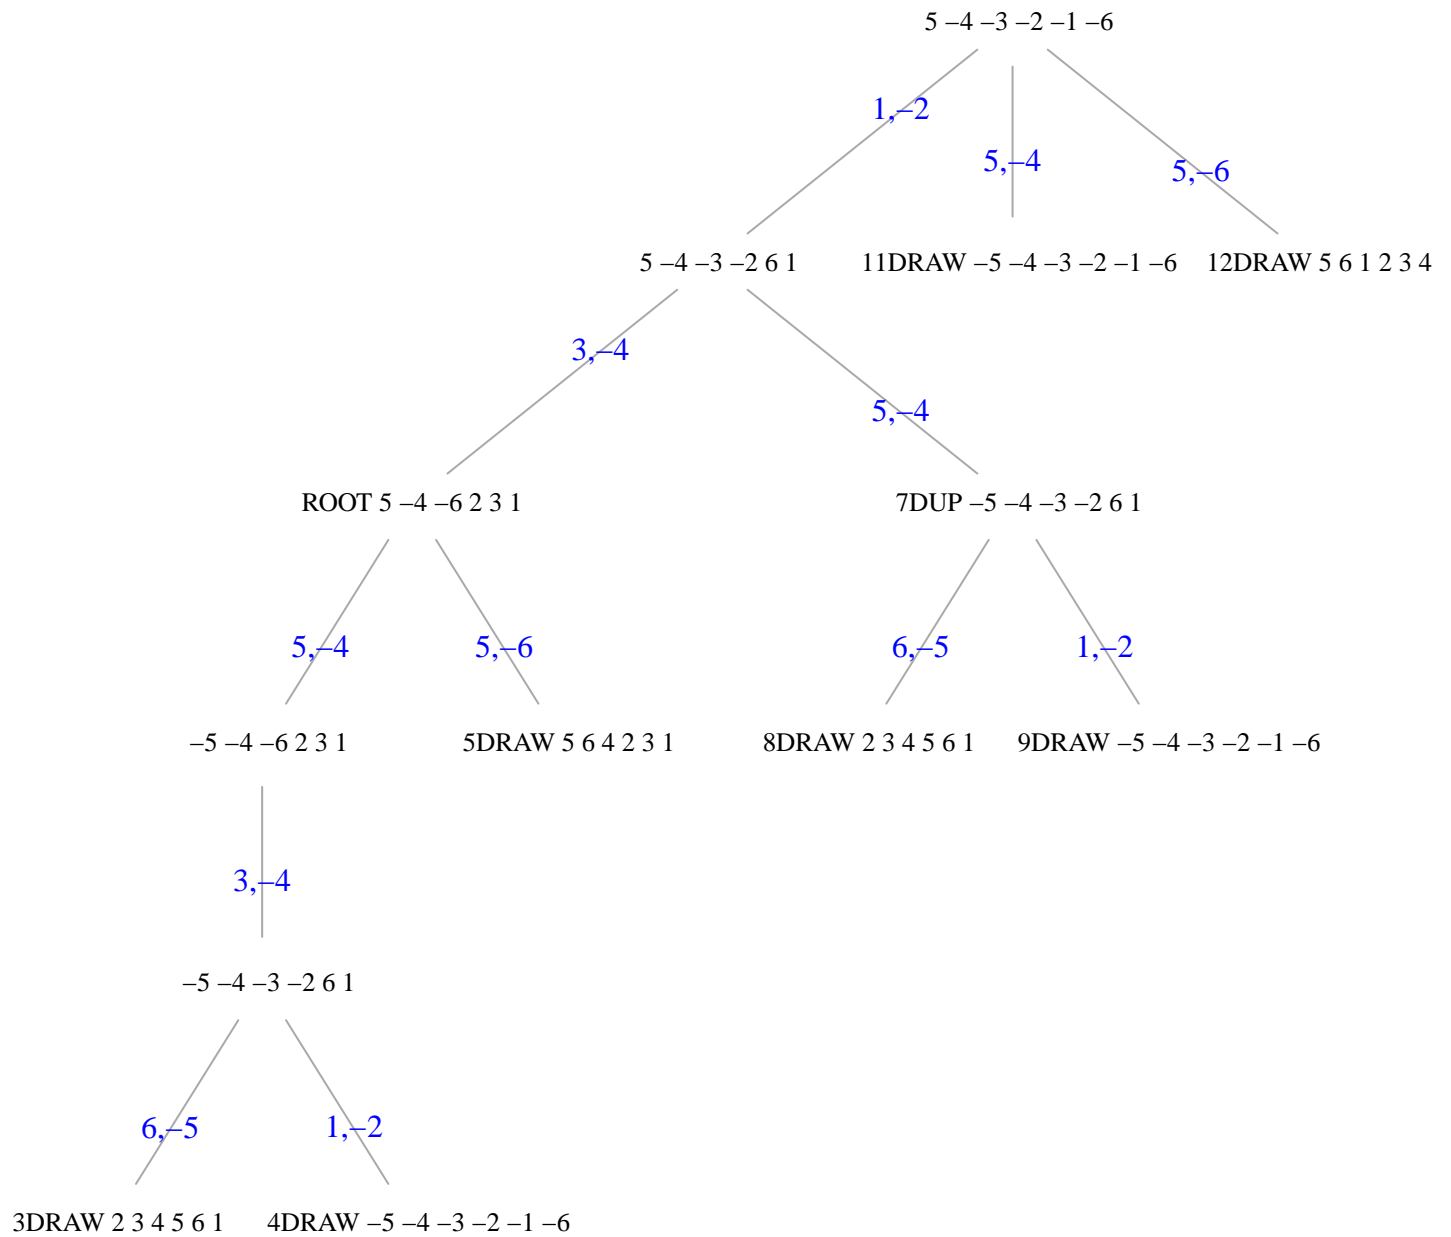 5 –4 –3 –2 –1 –6
1,–2
5,–4
5,–6
5 –4 –3 –2 6 1
11DRAW –5 –4 –3 –2 –1 –6
12DRAW 5 6 1 2 3 4
3,–4
5,–4
ROOT 5 –4 –6 2 3 1
7DUP –5 –4 –3 –2 6 1
5,–4
5,–6
6,–5
1,–2
–5 –4 –6 2 3 1
5DRAW 5 6 4 2 3 1
8DRAW 2 3 4 5 6 1
9DRAW –5 –4 –3 –2 –1 –6
3,–4
–5 –4 –3 –2 6 1
6,–5
1,–2
3DRAW 2 3 4 5 6 1
4DRAW –5 –4 –3 –2 –1 –6